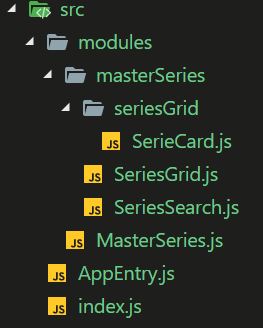 src
modules
masterSeries
seriesGrid
JS SerieCard.js
JS SeriesGrid.js
JS SeriesSearch.js
JS MasterSeries.js
JS AppEntry.js
JS index.js